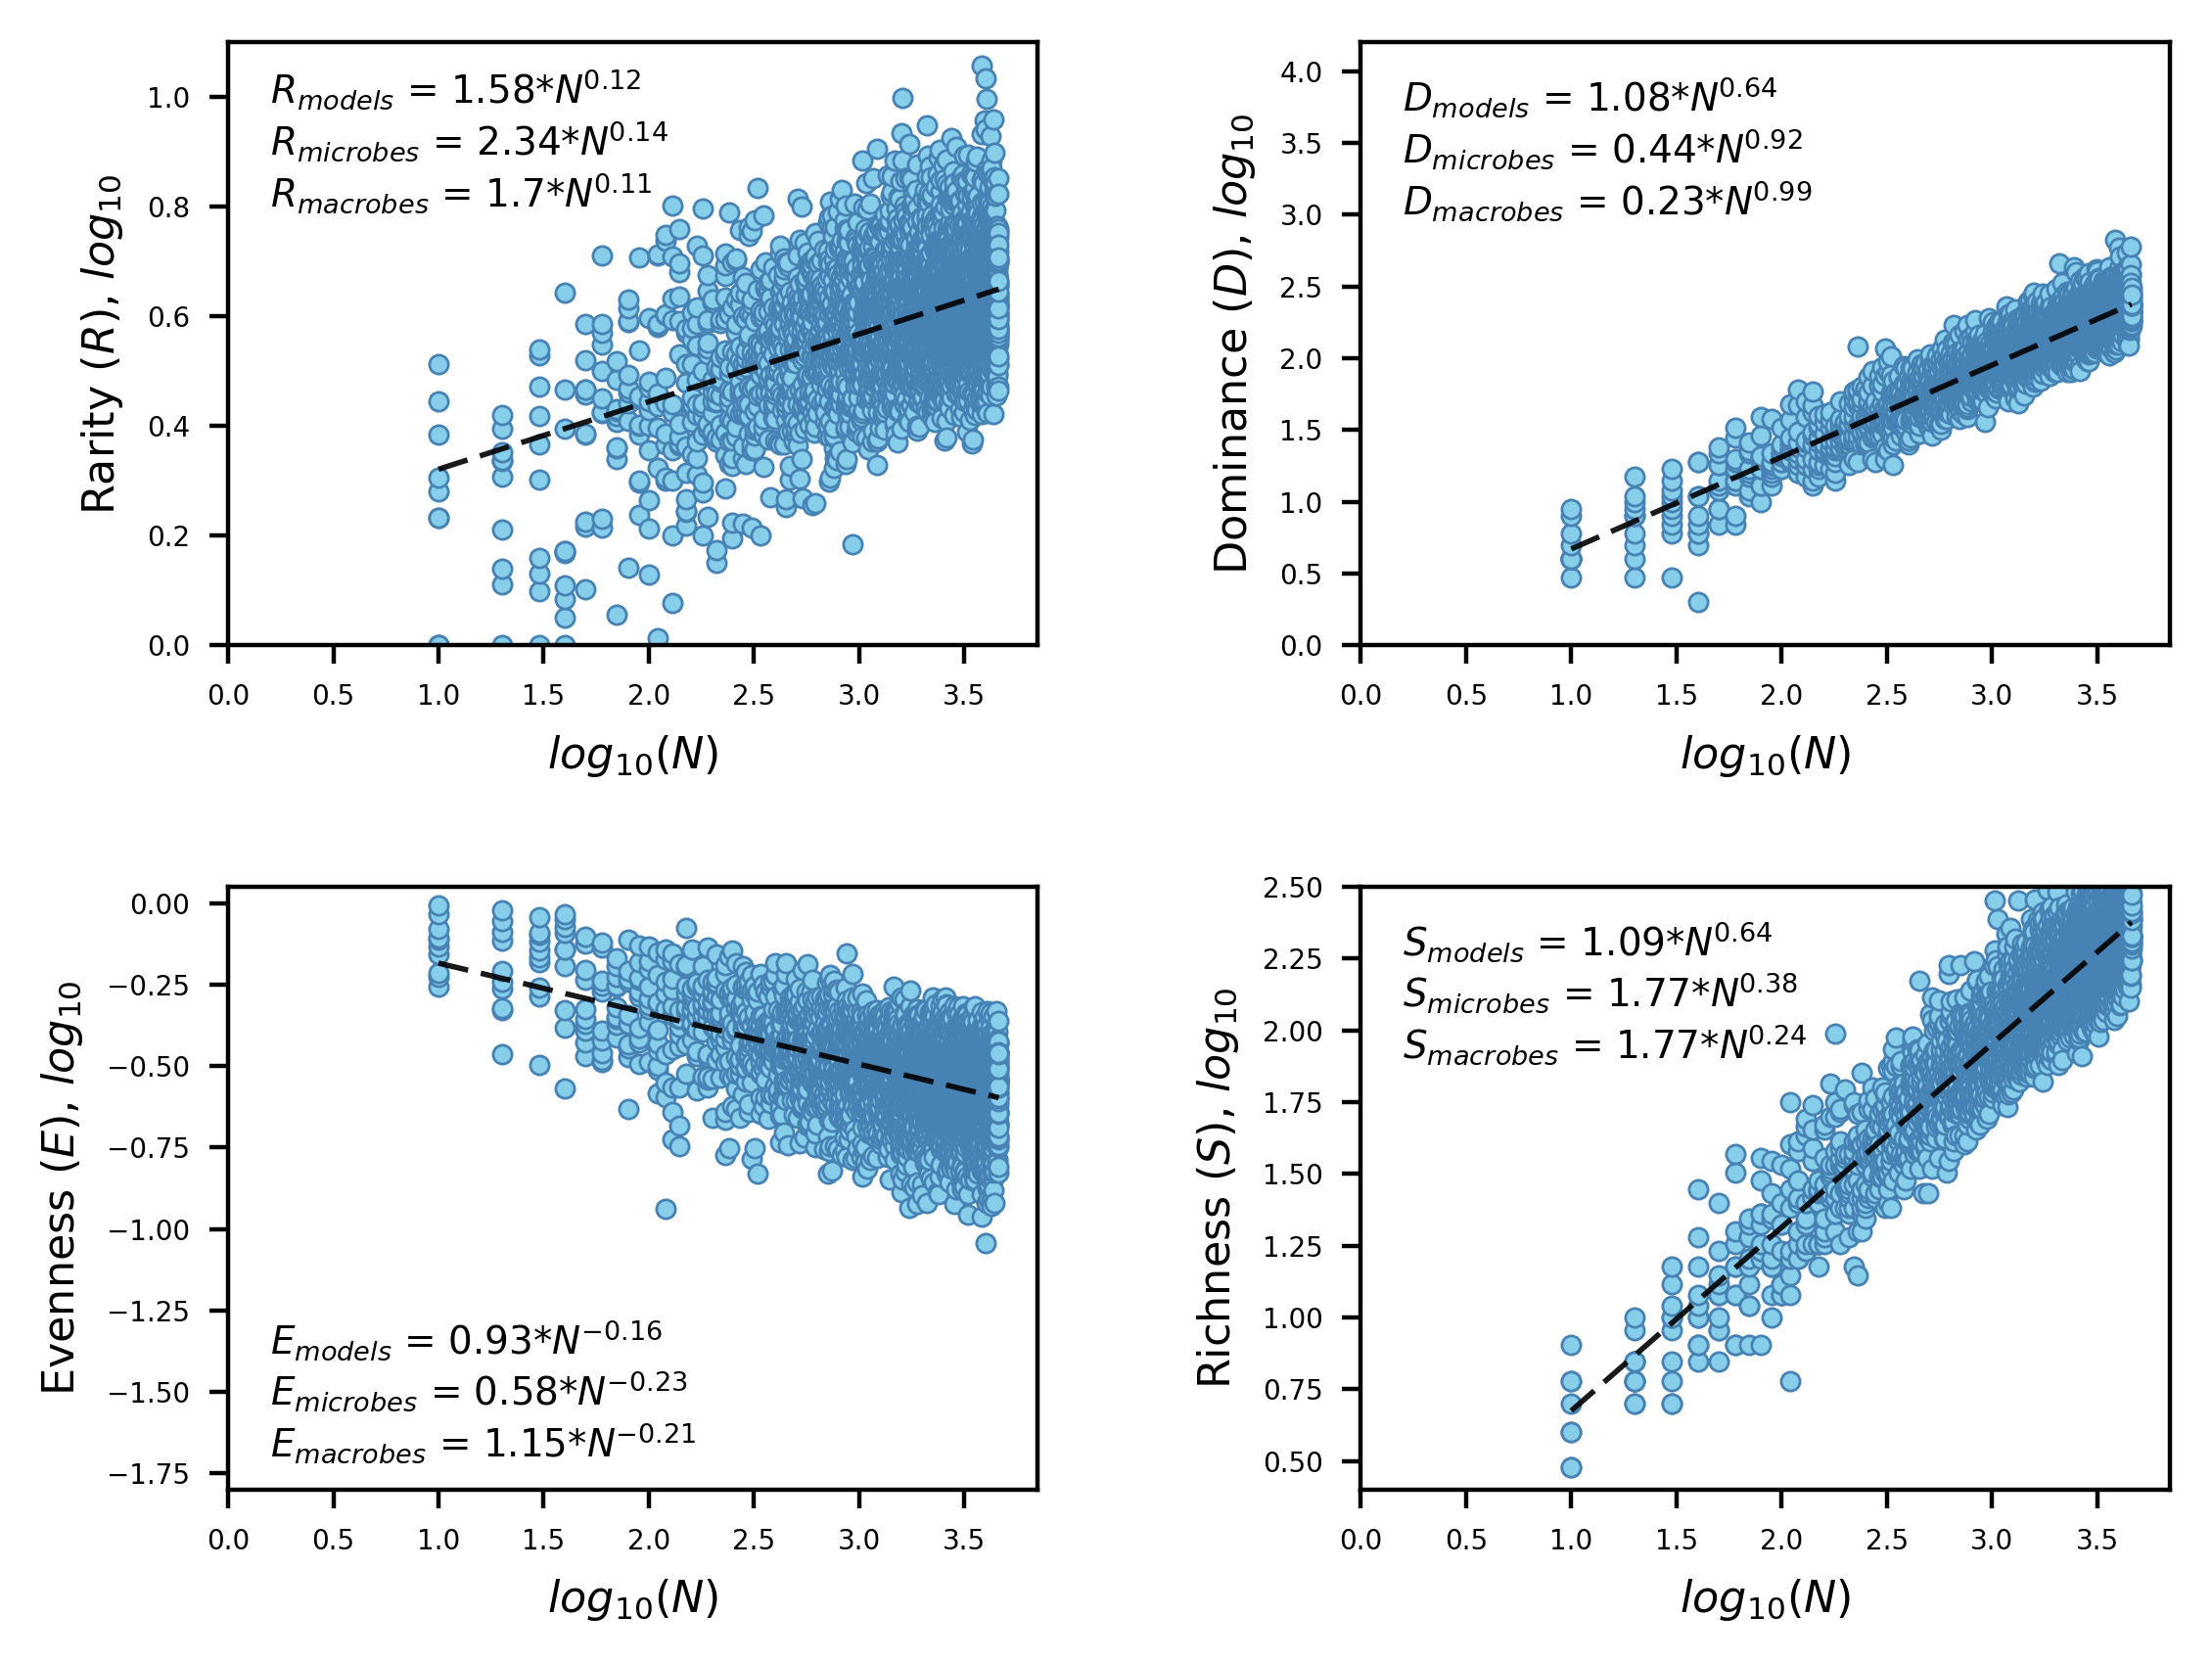 R_models = 1.58*N^0.12
R_microbes = 2.34*N^0.14
R_macrobes = 1.7*N^0.11
Rarity (R), log10
1.0
0.8
0.6
0.4
0.2
0.0
0.0 0.5 1.0 1.5 2.0 2.5 3.0 3.5
log10(N)
D_models = 1.08*N^0.64
D_microbes = 0.44*N^0.92
D_macrobes = 0.23*N^0.99
Dominance (D), log10
4.0
3.5
3.0
2.5
2.0
1.5
1.0
0.5
0.0
0.0 0.5 1.0 1.5 2.0 2.5 3.0 3.5
log10(N)
Evenness (E), log10
0.00
−0.25
−0.50
−0.75
−1.00
−1.25
−1.50
−1.75
E_models = 0.93*N^−0.16
E_microbes = 0.58*N^−0.23
E_macrobes = 1.15*N^−0.21
0.0 0.5 1.0 1.5 2.0 2.5 3.0 3.5
log10(N)
S_models = 1.09*N^0.64
S_microbes = 1.77*N^0.38
S_macrobes = 1.77*N^0.24
Richness (S), log10
2.50
2.25
2.00
1.75
1.50
1.25
1.00
0.75
0.50
0.0 0.5 1.0 1.5 2.0 2.5 3.0 3.5
log10(N)